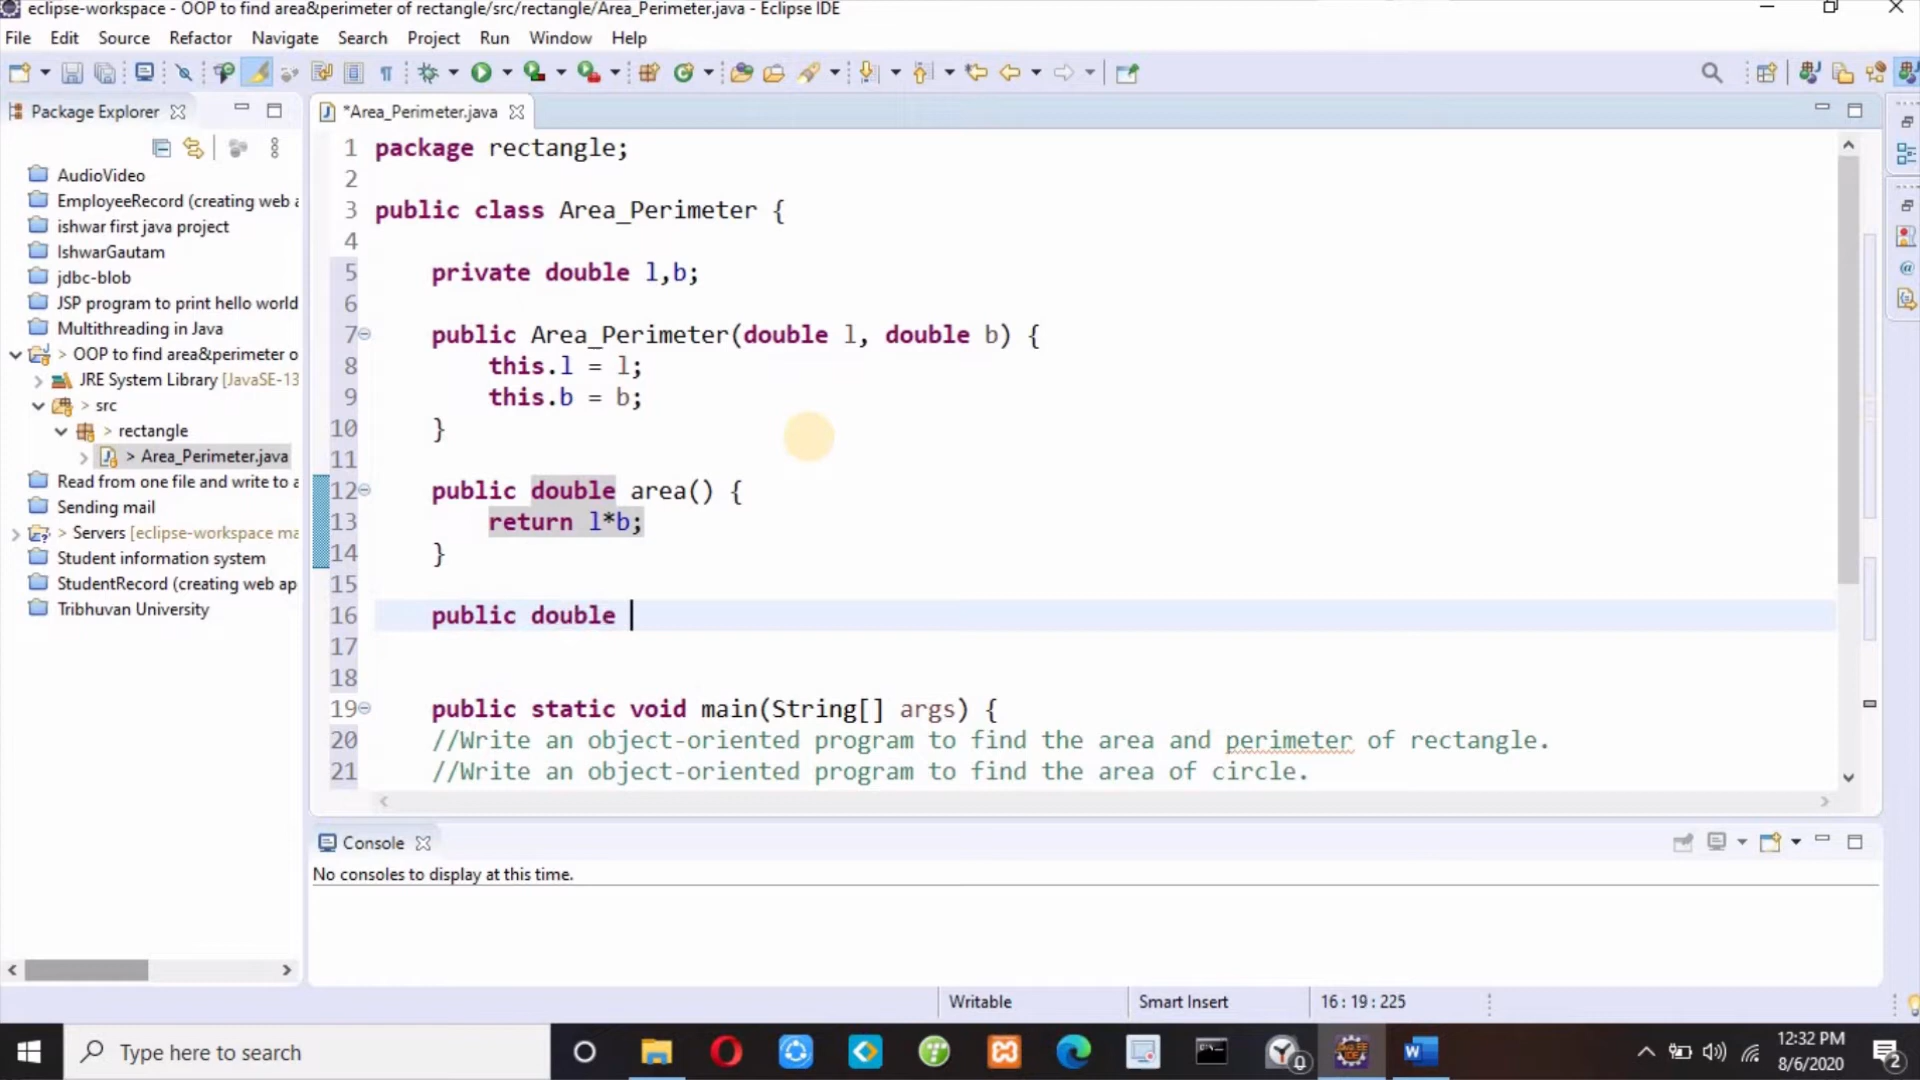 eclipse-workspace - OOP to find area&perimeter of rectangle/src/rectangle/Area_Perimeter.java - Eclipse IDE
File Edit Source Refactor Navigate Search Project Run Window Help
Package Explorer
AudioVideo
EmployeeRecord (creating web a
ishwar first java project
IshwarGautam
jdbc-blob
JSP program to print hello world
Multithreading in Java
> OOP to find area&perimeter o
JRE System Library [JavaSE-13
> src
> rectangle
> Area_Perimeter.java
Read from one file and write to a
Sending mail
> Servers [eclipse-workspace ma
Student information system
StudentRecord (creating web ap
Tribhuvan University
*Area_Perimeter.java
1 package rectangle;
2
3 public class Area_Perimeter {
4
5 private double l,b;
6
7 public Area_Perimeter(double l, double b) {
8 this.l = l;
9 this.b = b;
10 }
11
12 public double area() {
13 return l*b;
14 }
15
16 public double
17
18
19 public static void main(String[] args) {
20 //Write an object-oriented program to find the area and perimeter of rectangle.
21 //Write an object-oriented program to find the area of circle.
Console
No consoles to display at this time.
Writable Smart Insert 16 : 19 : 225
Type here to search
12:32 PM
8/6/2020
2